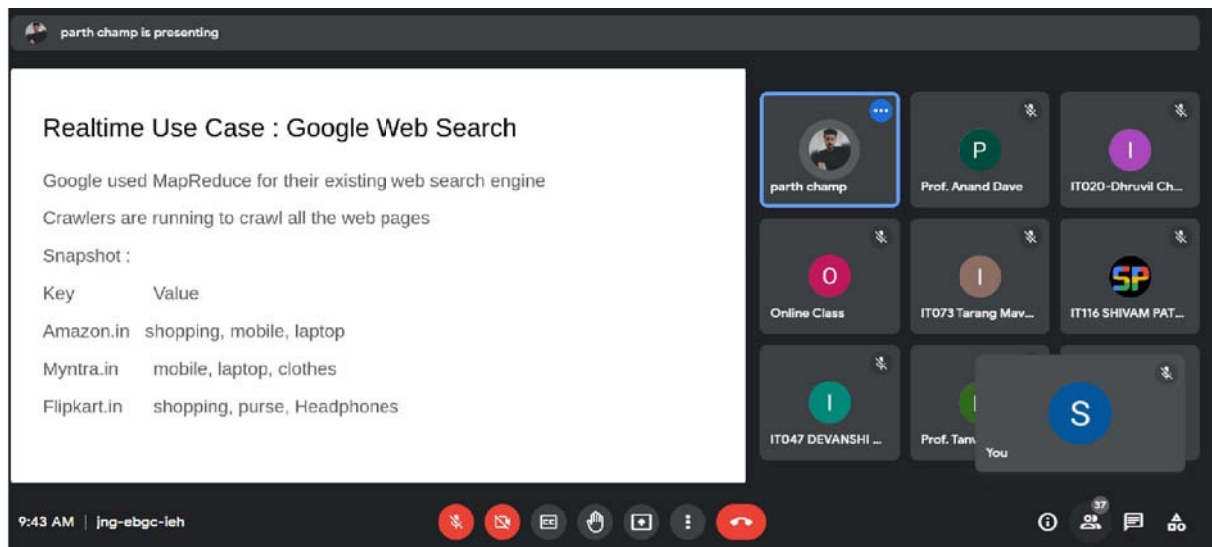 parth champ is presenting
Realtime Use Case : Google Web Search
Google used MapReduce for their existing web search engine
Crawlers are running to crawl all the web pages
Snapshot :
Key Value
Amazon.in shopping, mobile, laptop
Myntra.in mobile, laptop, clothes
Flipkart.in shopping, purse, Headphones
P
I
parth champ
Prof. Anand Dave
IT020-Dhruvil Ch...
O
I
SP
Online Class
IT073 Tarang Mav...
IT116 SHIVAM PAT...
I
S
IT047 DEVANSHI ...
Prof.
You
9:43 AM | jng-ebgc-ieh
CC
37